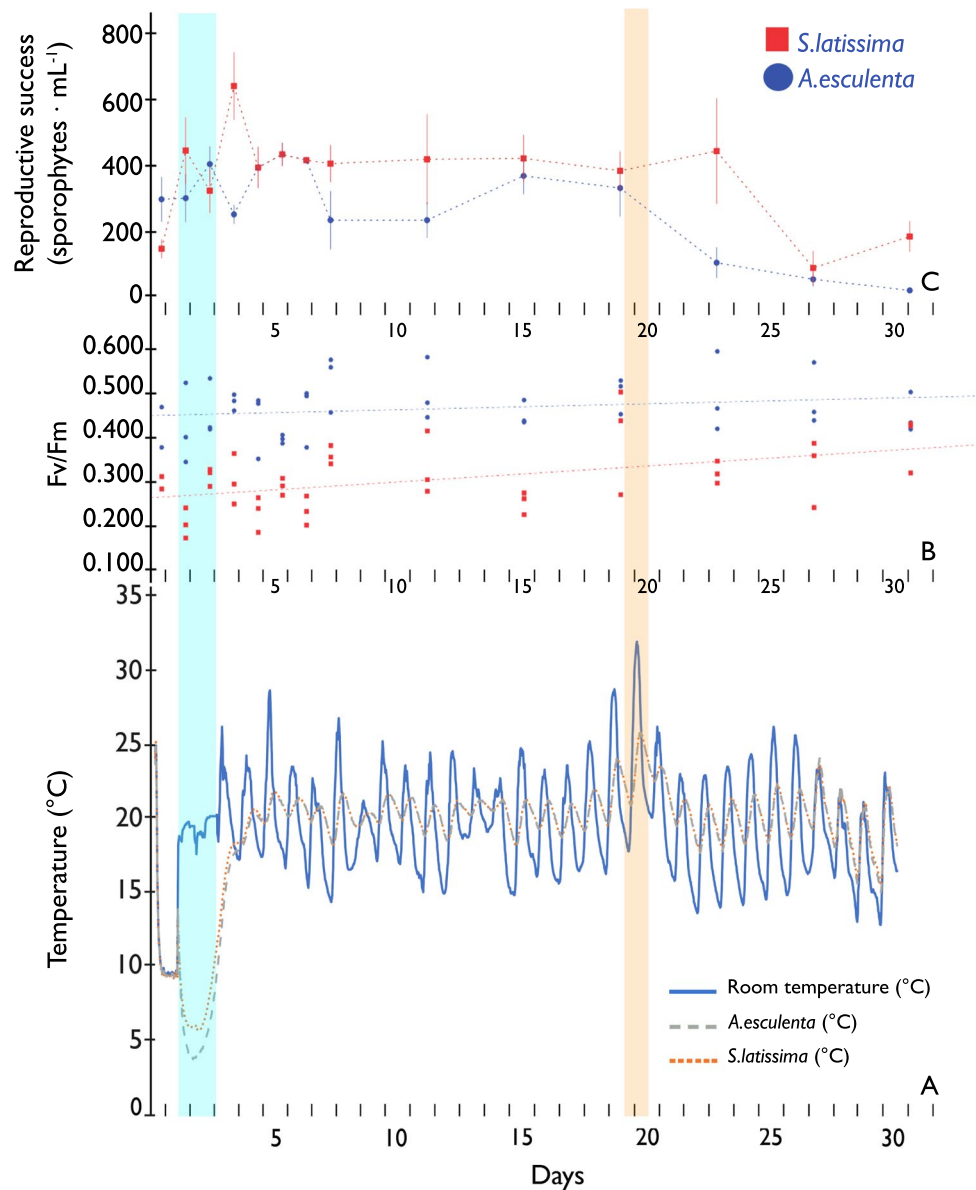 Reproductive success
(sporophytes · mL-1)
800
600
400
200
0
S.latissima
A.esculenta
C
5 10 15 20 25 30
Fv/Fm
0.600
0.500
0.400
0.300
0.200
0.100
B
5 10 15 20 25 30
Temperature (°C)
35
30
25
20
15
10
5
0
Room temperature (°C)
A.esculenta (°C)
S.latissima (°C)
A
5 10 15 20 25 30
Days